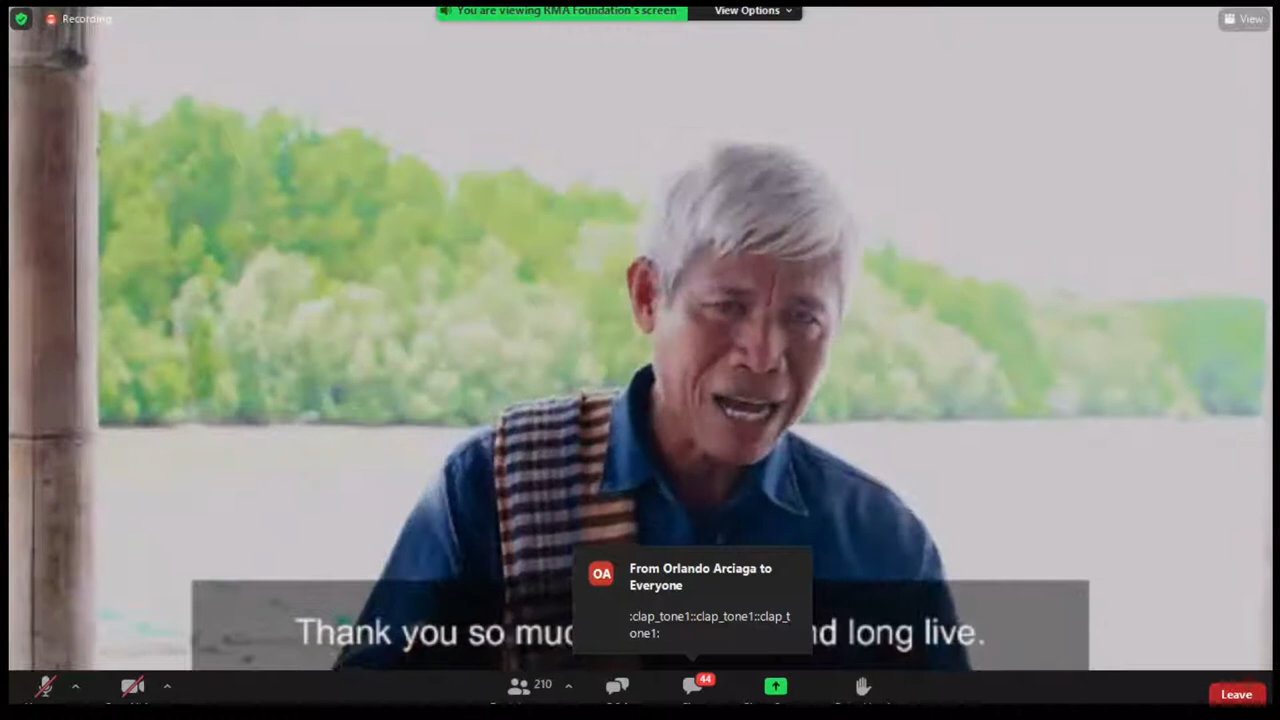 Recording
You are viewing RMA Foundation's screen
View Options
View
OA
From Orlando Arciaga to
Everyone
:clap_tone1::clap_tone1::clap_t
one1:
Thank you so muc
nd long live.
210
44
Leave